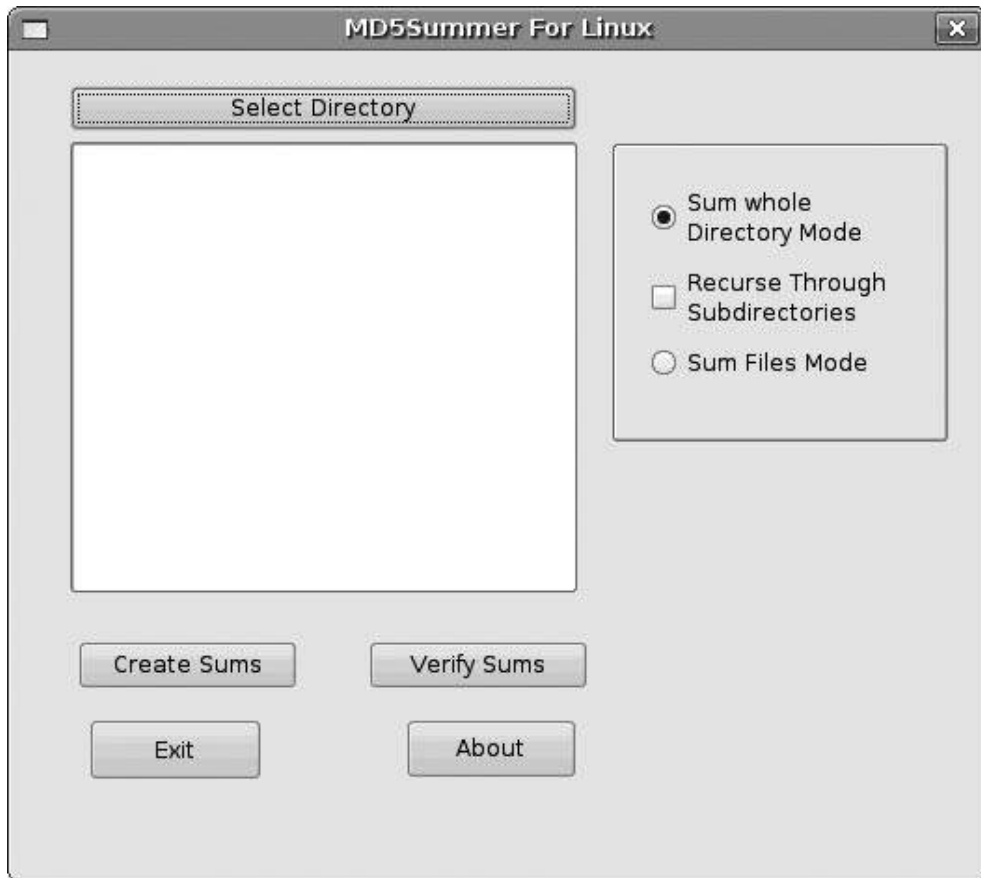 MD5Summer For Linux
Select Directory
Sum whole
Directory Mode
Recurse Through
Subdirectories
Sum Files Mode
Create Sums
Verify Sums
Exit
About